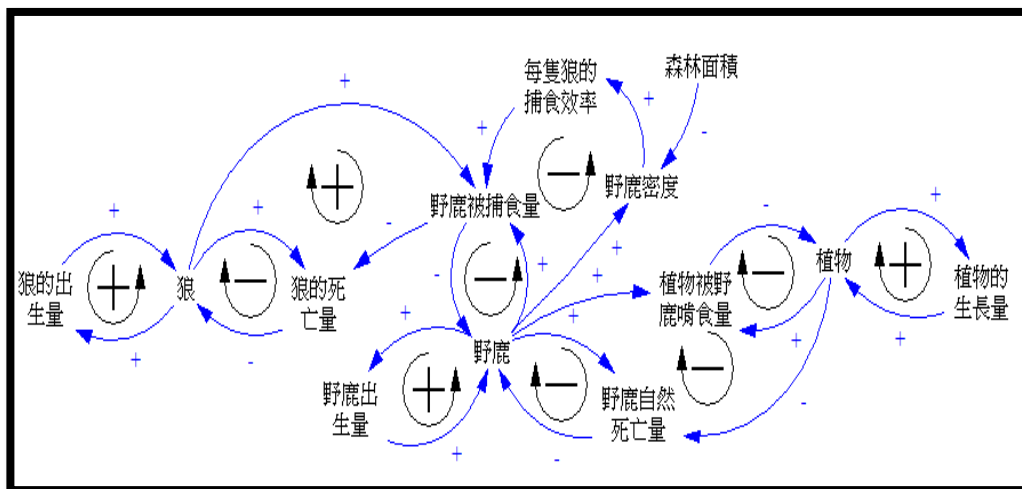 每隻狼的
捕食效率
森林面積
野鹿被捕食量
野鹿密度
狼的出
生量
狼
狼的死
亡量
植物被野
鹿啃食量
植物
植物的
生長量
野鹿
野鹿出
生量
野鹿自然
死亡量